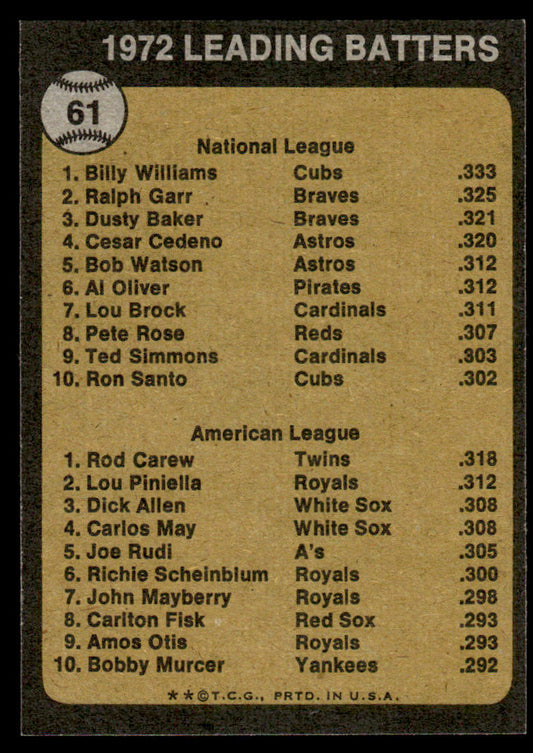 1972 LEADING BATTERS
61
National League
1. Billy Williams Cubs .333
2. Ralph Garr Braves .325
3. Dusty Baker Braves .321
4. Cesar Cedeno Astros .320
5. Bob Watson Astros .312
6. Al Oliver Pirates .312
7. Lou Brock Cardinals .311
8. Pete Rose Reds .307
9. Ted Simmons Cardinals .303
10. Ron Santo Cubs .302
American League
1. Rod Carew Twins .318
2. Lou Piniella Royals .312
3. Dick Allen White Sox .308
4. Carlos May White Sox .308
5. Joe Rudi A's .305
6. Richie Scheinblum Royals .300
7. John Mayberry Royals .298
8. Carlton Fisk Red Sox .293
9. Amos Otis Royals .293
10. Bobby Murcer Yankees .292
**©T.C.G., PRTD. IN U.S.A.